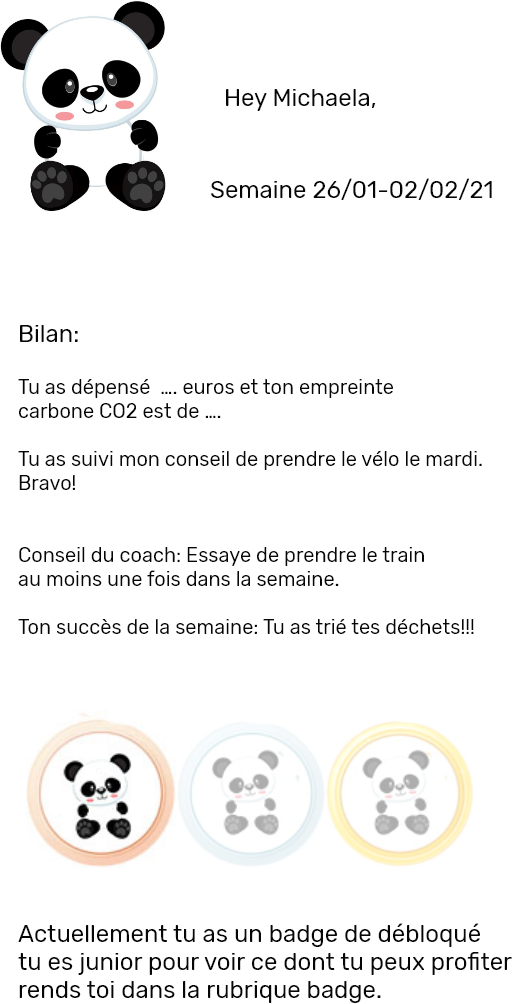 Hey Michaela,
Semaine 26/01-02/02/21
Bilan:
Tu as dépensé  .... euros et ton empreinte
carbone CO2 est de ....
Tu as suivi mon conseil de prendre le vélo le mardi.
Bravo!
Conseil du coach: Essaye de prendre le train
au moins une fois dans la semaine.
Ton succès de la semaine: Tu as trié tes déchets!!!
Actuellement tu as un badge de débloqué
tu es junior pour voir ce dont tu peux profiter
rends toi dans la rubrique badge.